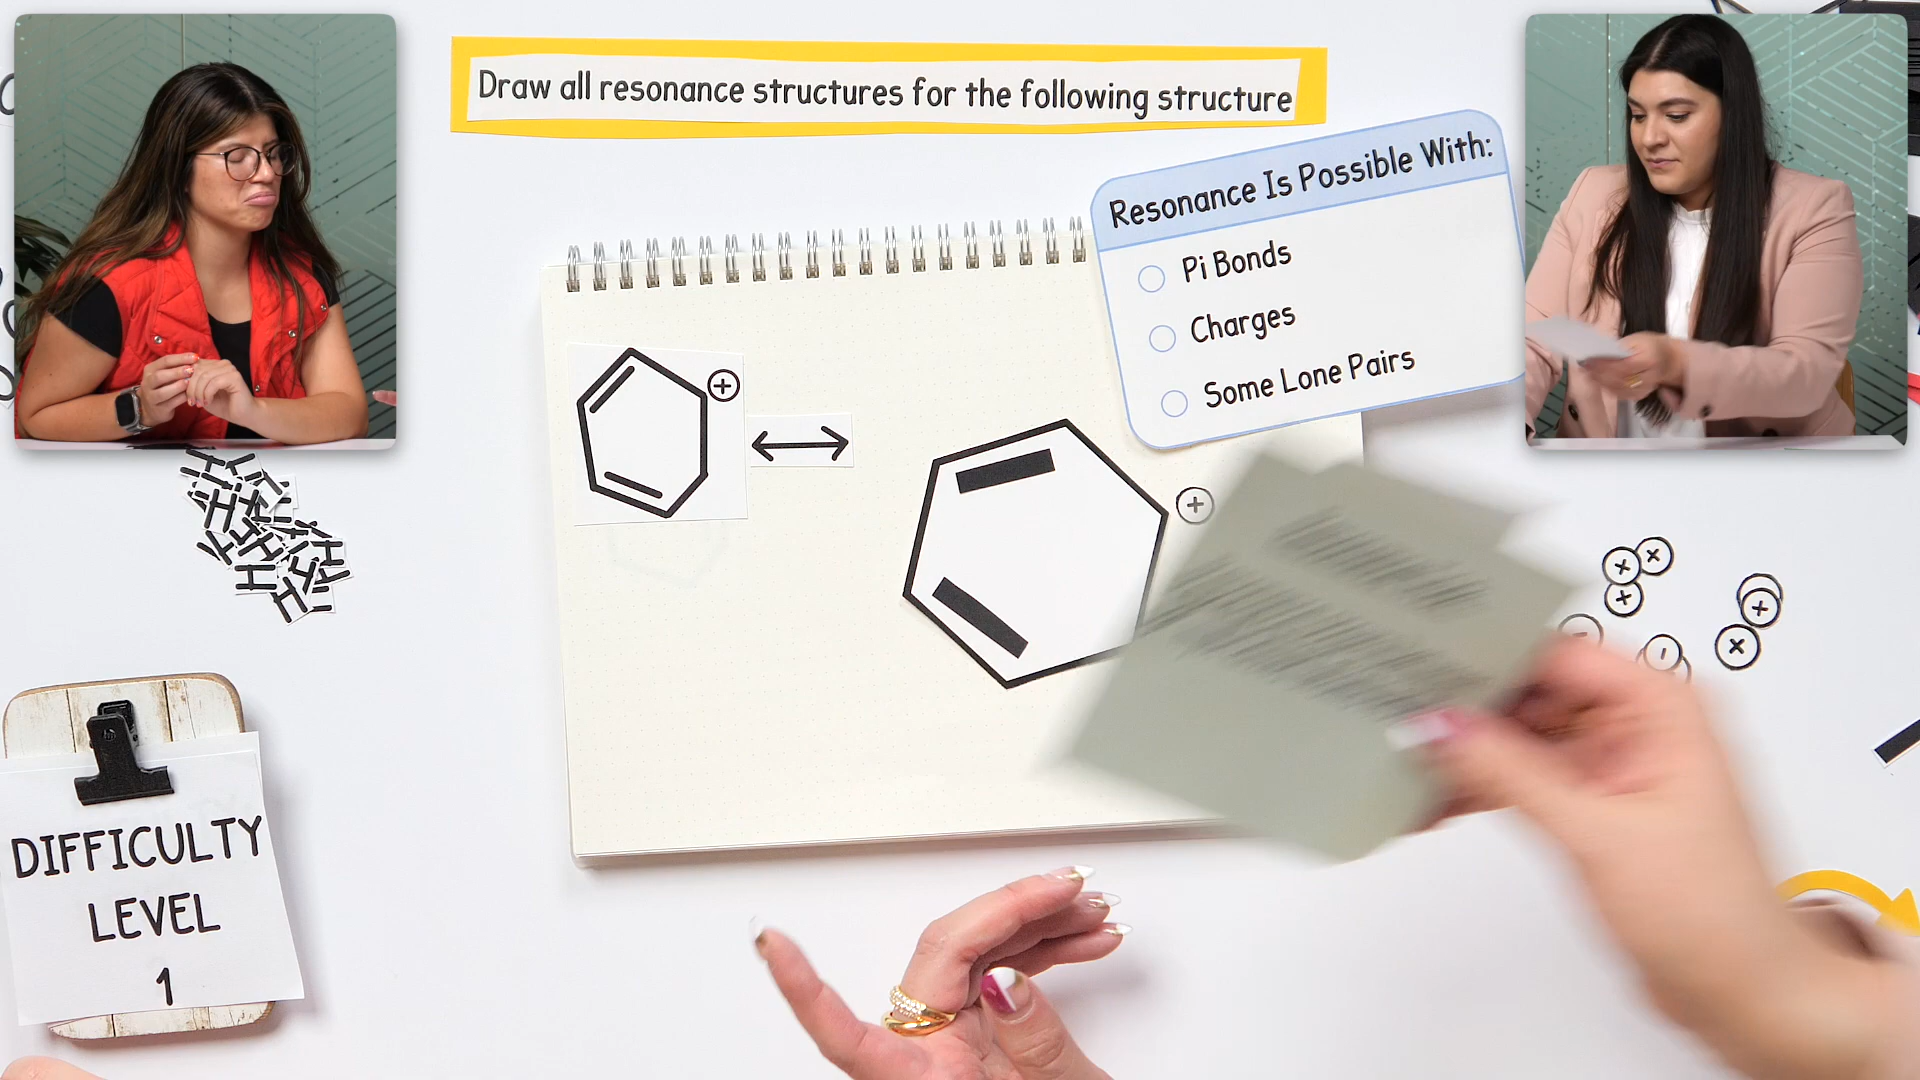 Draw all resonance structures for the following structure
Resonance Is Possible With:
Pi Bonds
Charges
Some Lone Pairs
DIFFICULTY
LEVEL
1